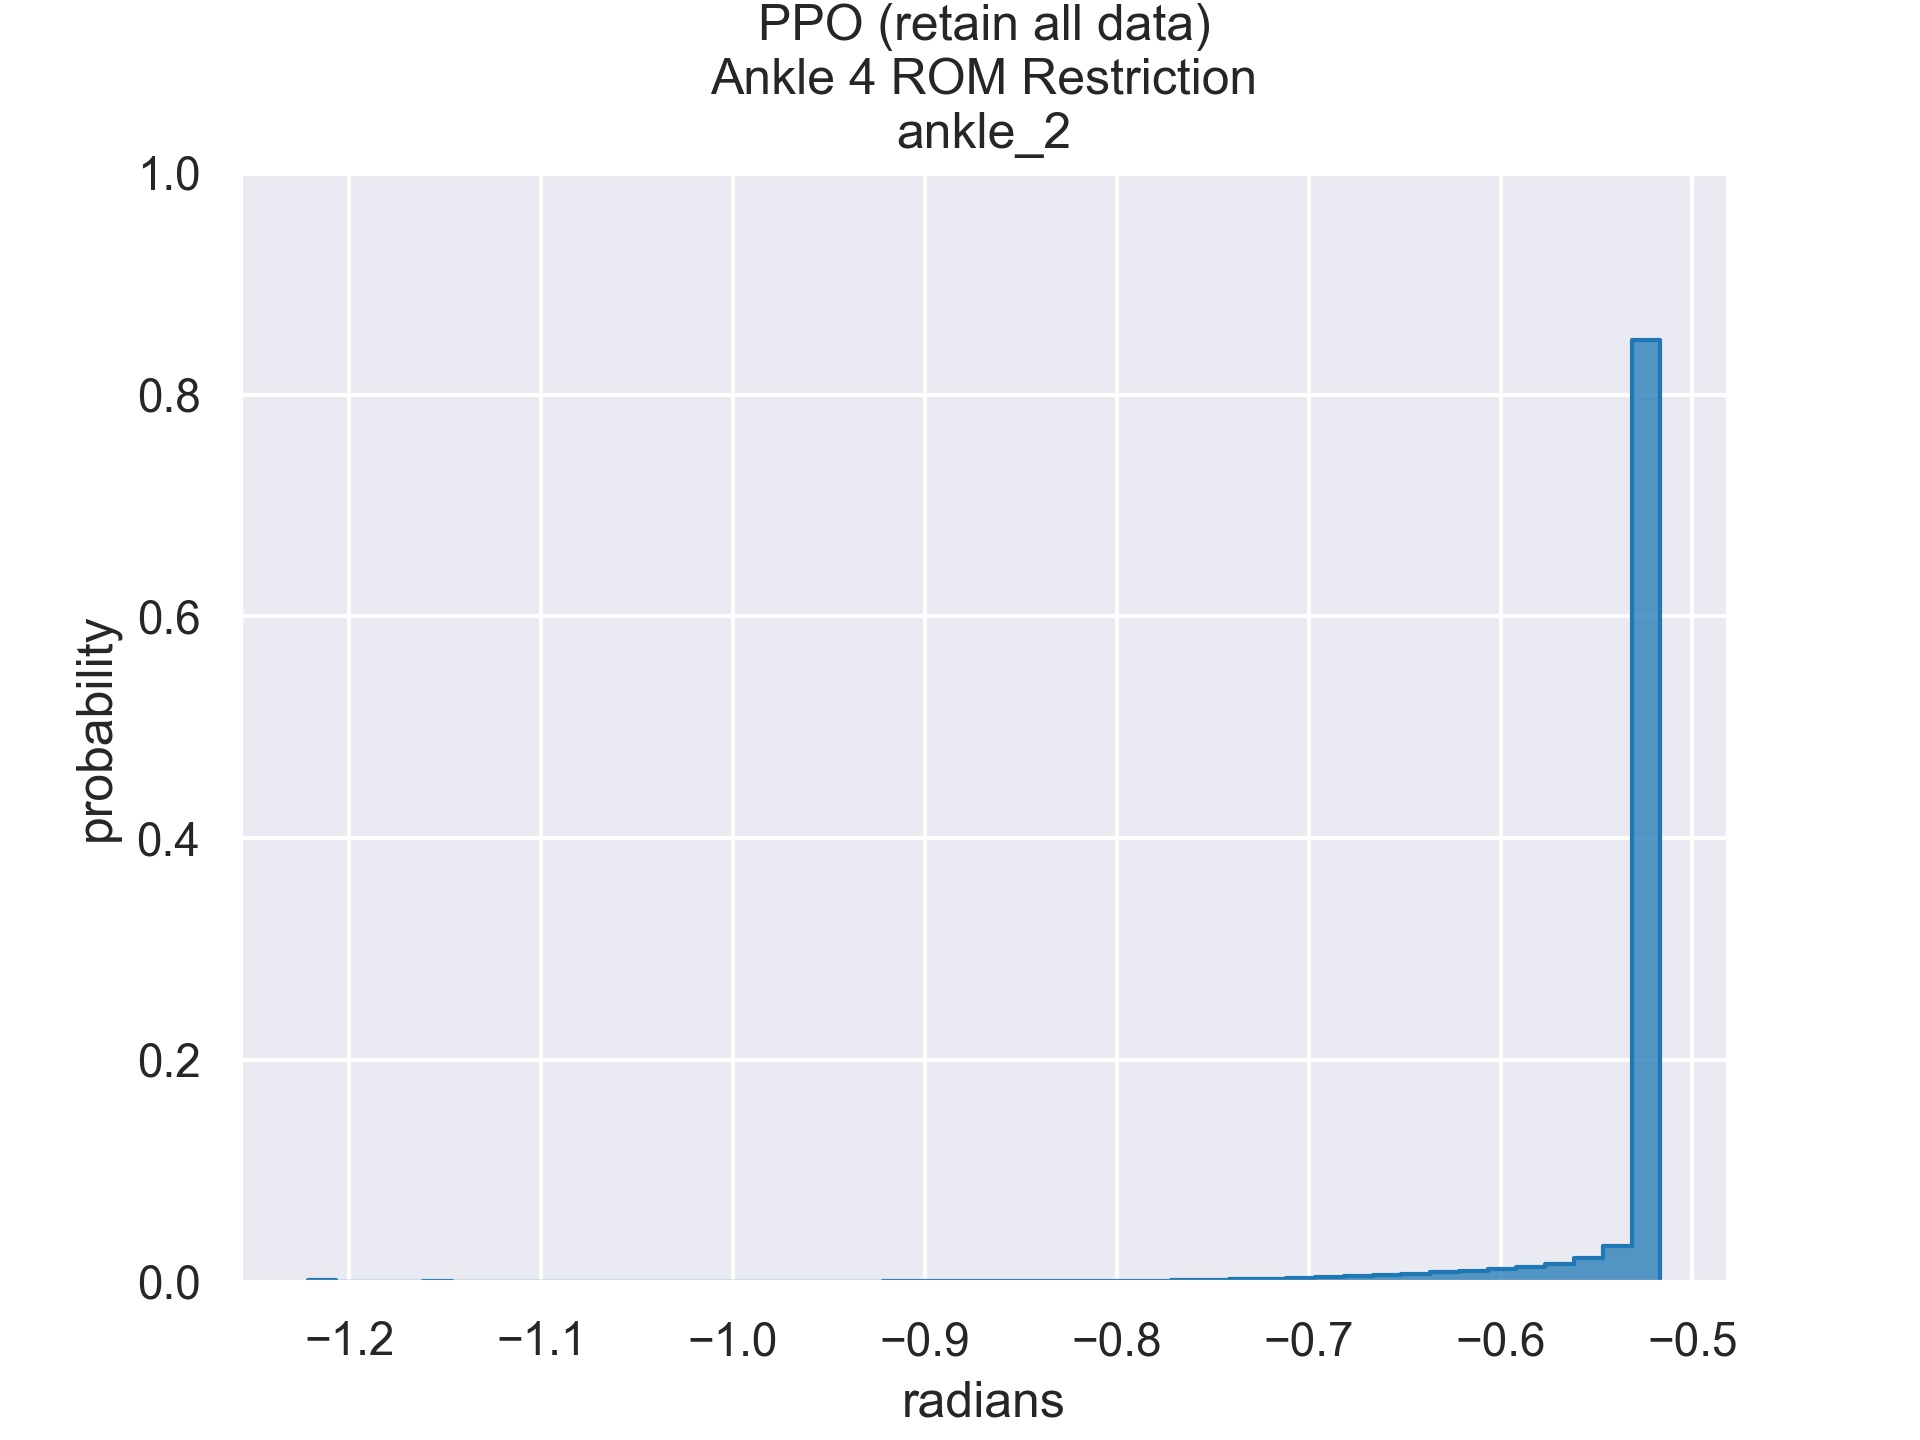 PPO (retain all data)
Ankle 4 ROM Restriction
ankle_2
1.0
0.8
0.6
0.4
0.2
0.0
probability
−1.2
−1.1
−1.0
−0.9
−0.8
−0.7
−0.6
−0.5
radians